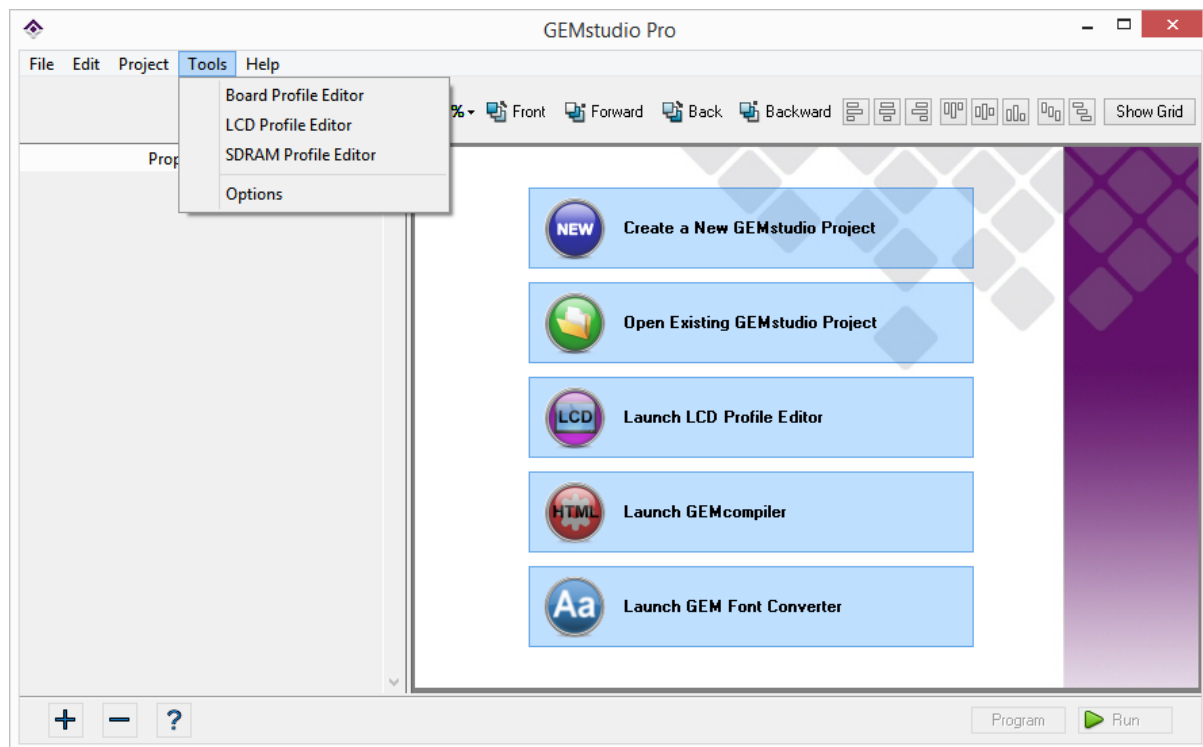 GEMstudio Pro
File Edit Project Tools Help
Board Profile Editor
LCD Profile Editor
SDRAM Profile Editor
Options
% Front Forward Back Backward Show Grid
Prop
NEW Create a New GEMstudio Project
Open Existing GEMstudio Project
LCD Launch LCD Profile Editor
HTML Launch GEMcompiler
Aa Launch GEM Font Converter
+ − ? Program Run